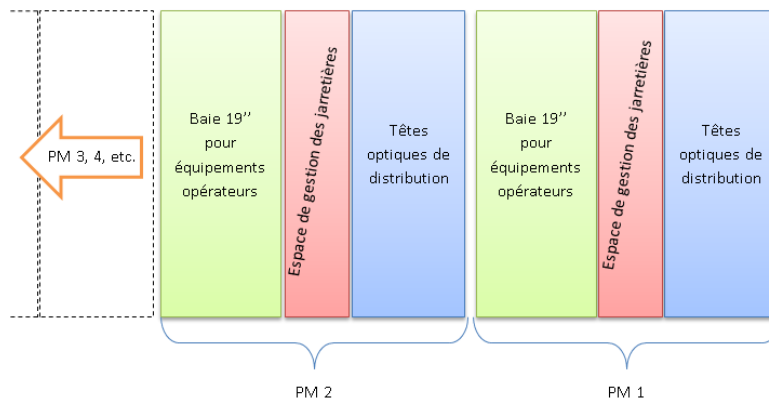 PM 3, 4, etc.
Baie 19’’
pour
équipements
opérateurs
Espace de gestion des jarretières
Têtes
optiques de
distribution
Baie 19’’
pour
équipements
opérateurs
Espace de gestion des jarretières
Têtes
optiques de
distribution
PM 2
PM 1